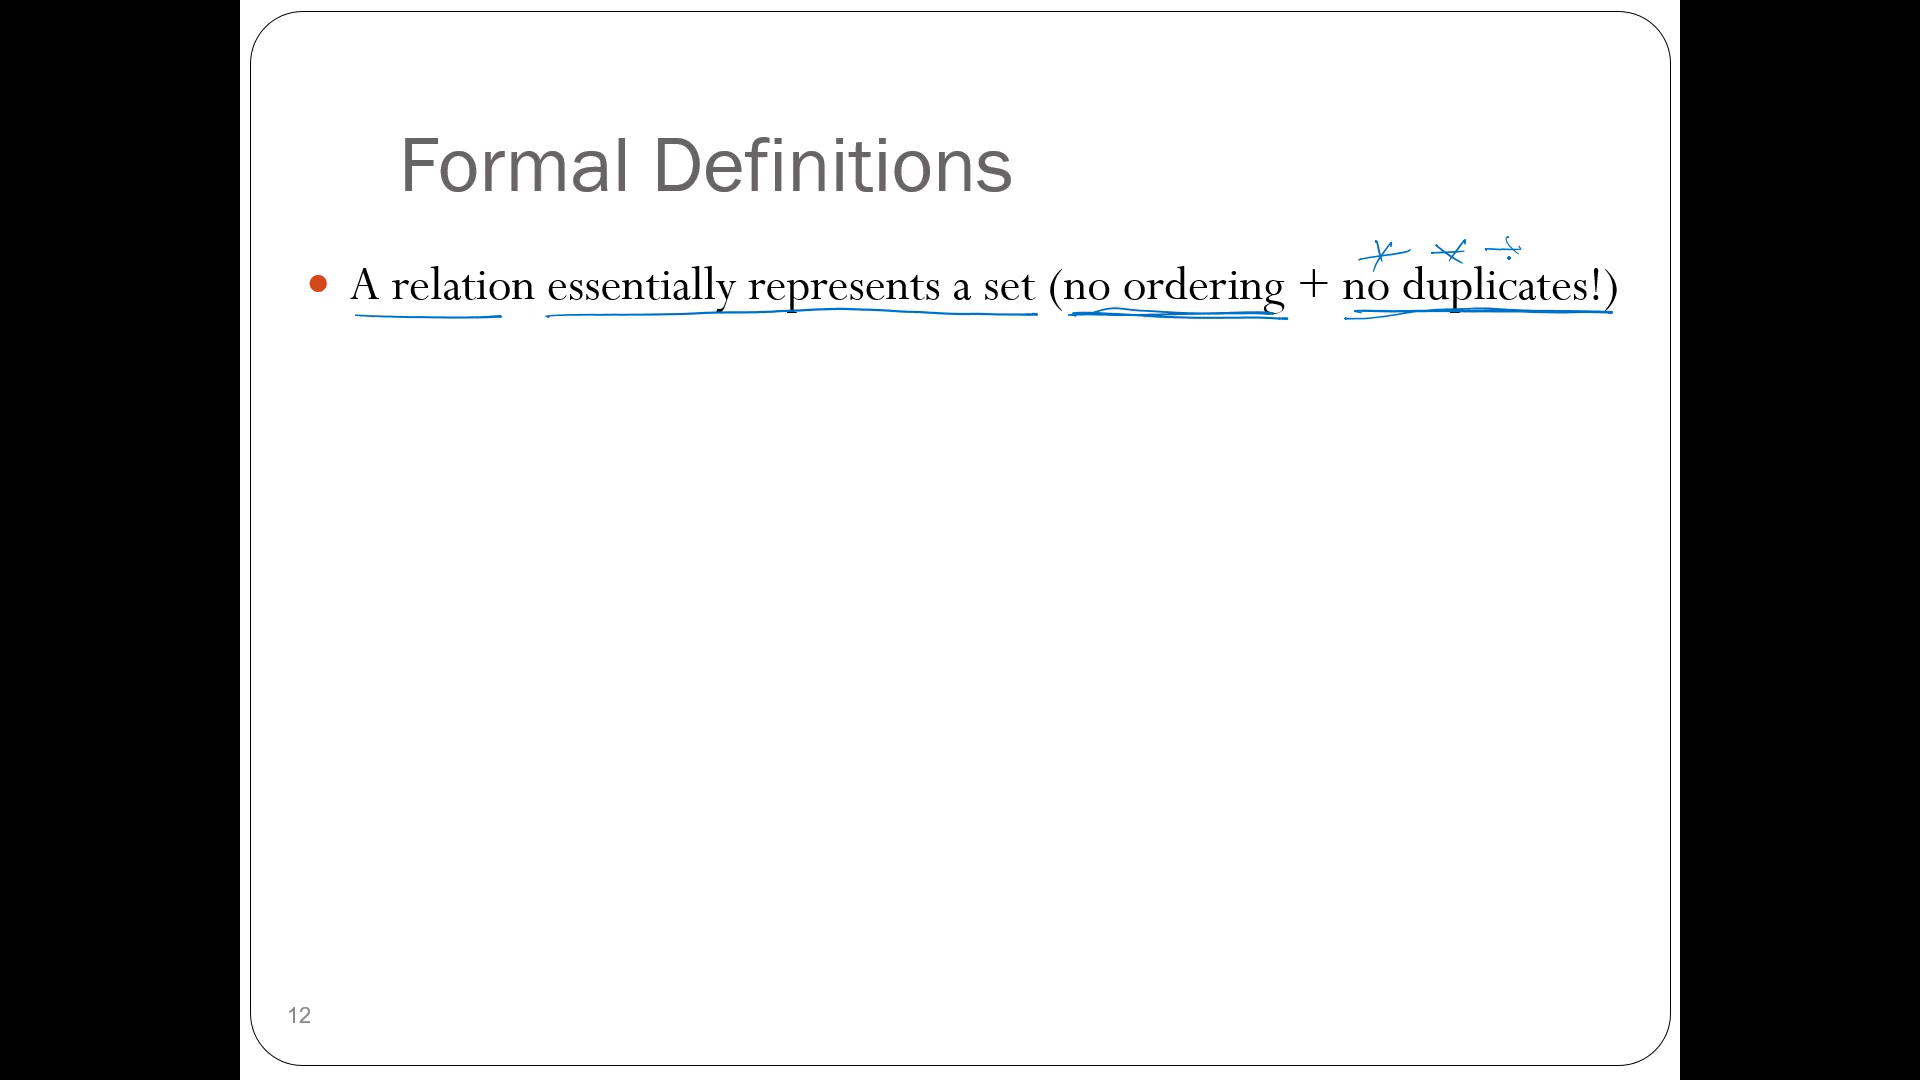 Formal Definitions
* * *
• A relation essentially represents a set (no ordering + no duplicates!)
12